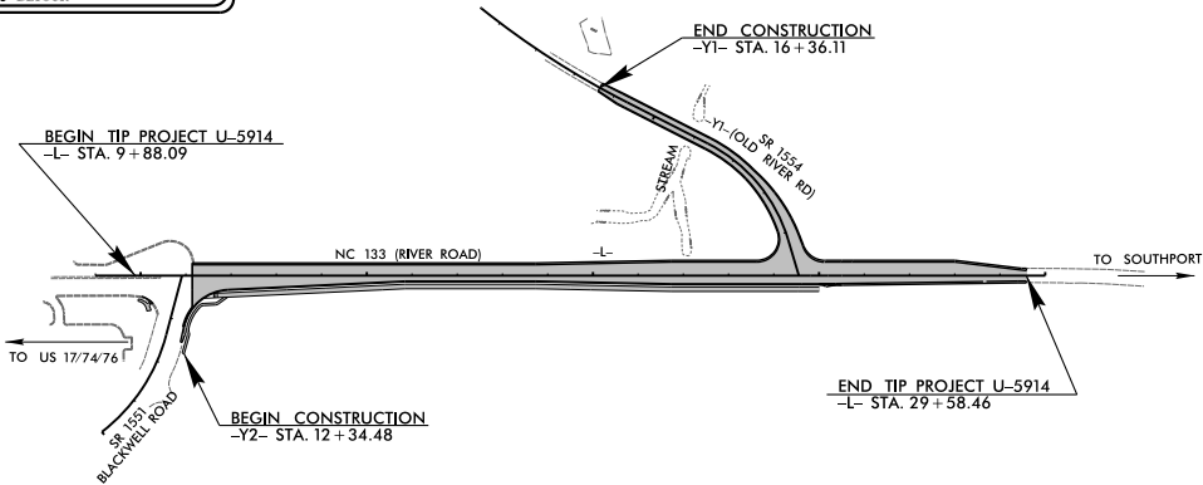 END CONSTRUCTION
-Y1- STA. 16+36.11
BEGIN TIP PROJECT U-5914
-L- STA. 9+88.09
SR 1554
-Y1-(OLD RIVER RD)
STREAM
NC 133 (RIVER ROAD)
-L-
TO SOUTHPORT
TO US 17/74/76
SR 1551
BLACKWELL ROAD
BEGIN CONSTRUCTION
-Y2- STA. 12+34.48
END TIP PROJECT U-5914
-L- STA. 29+58.46